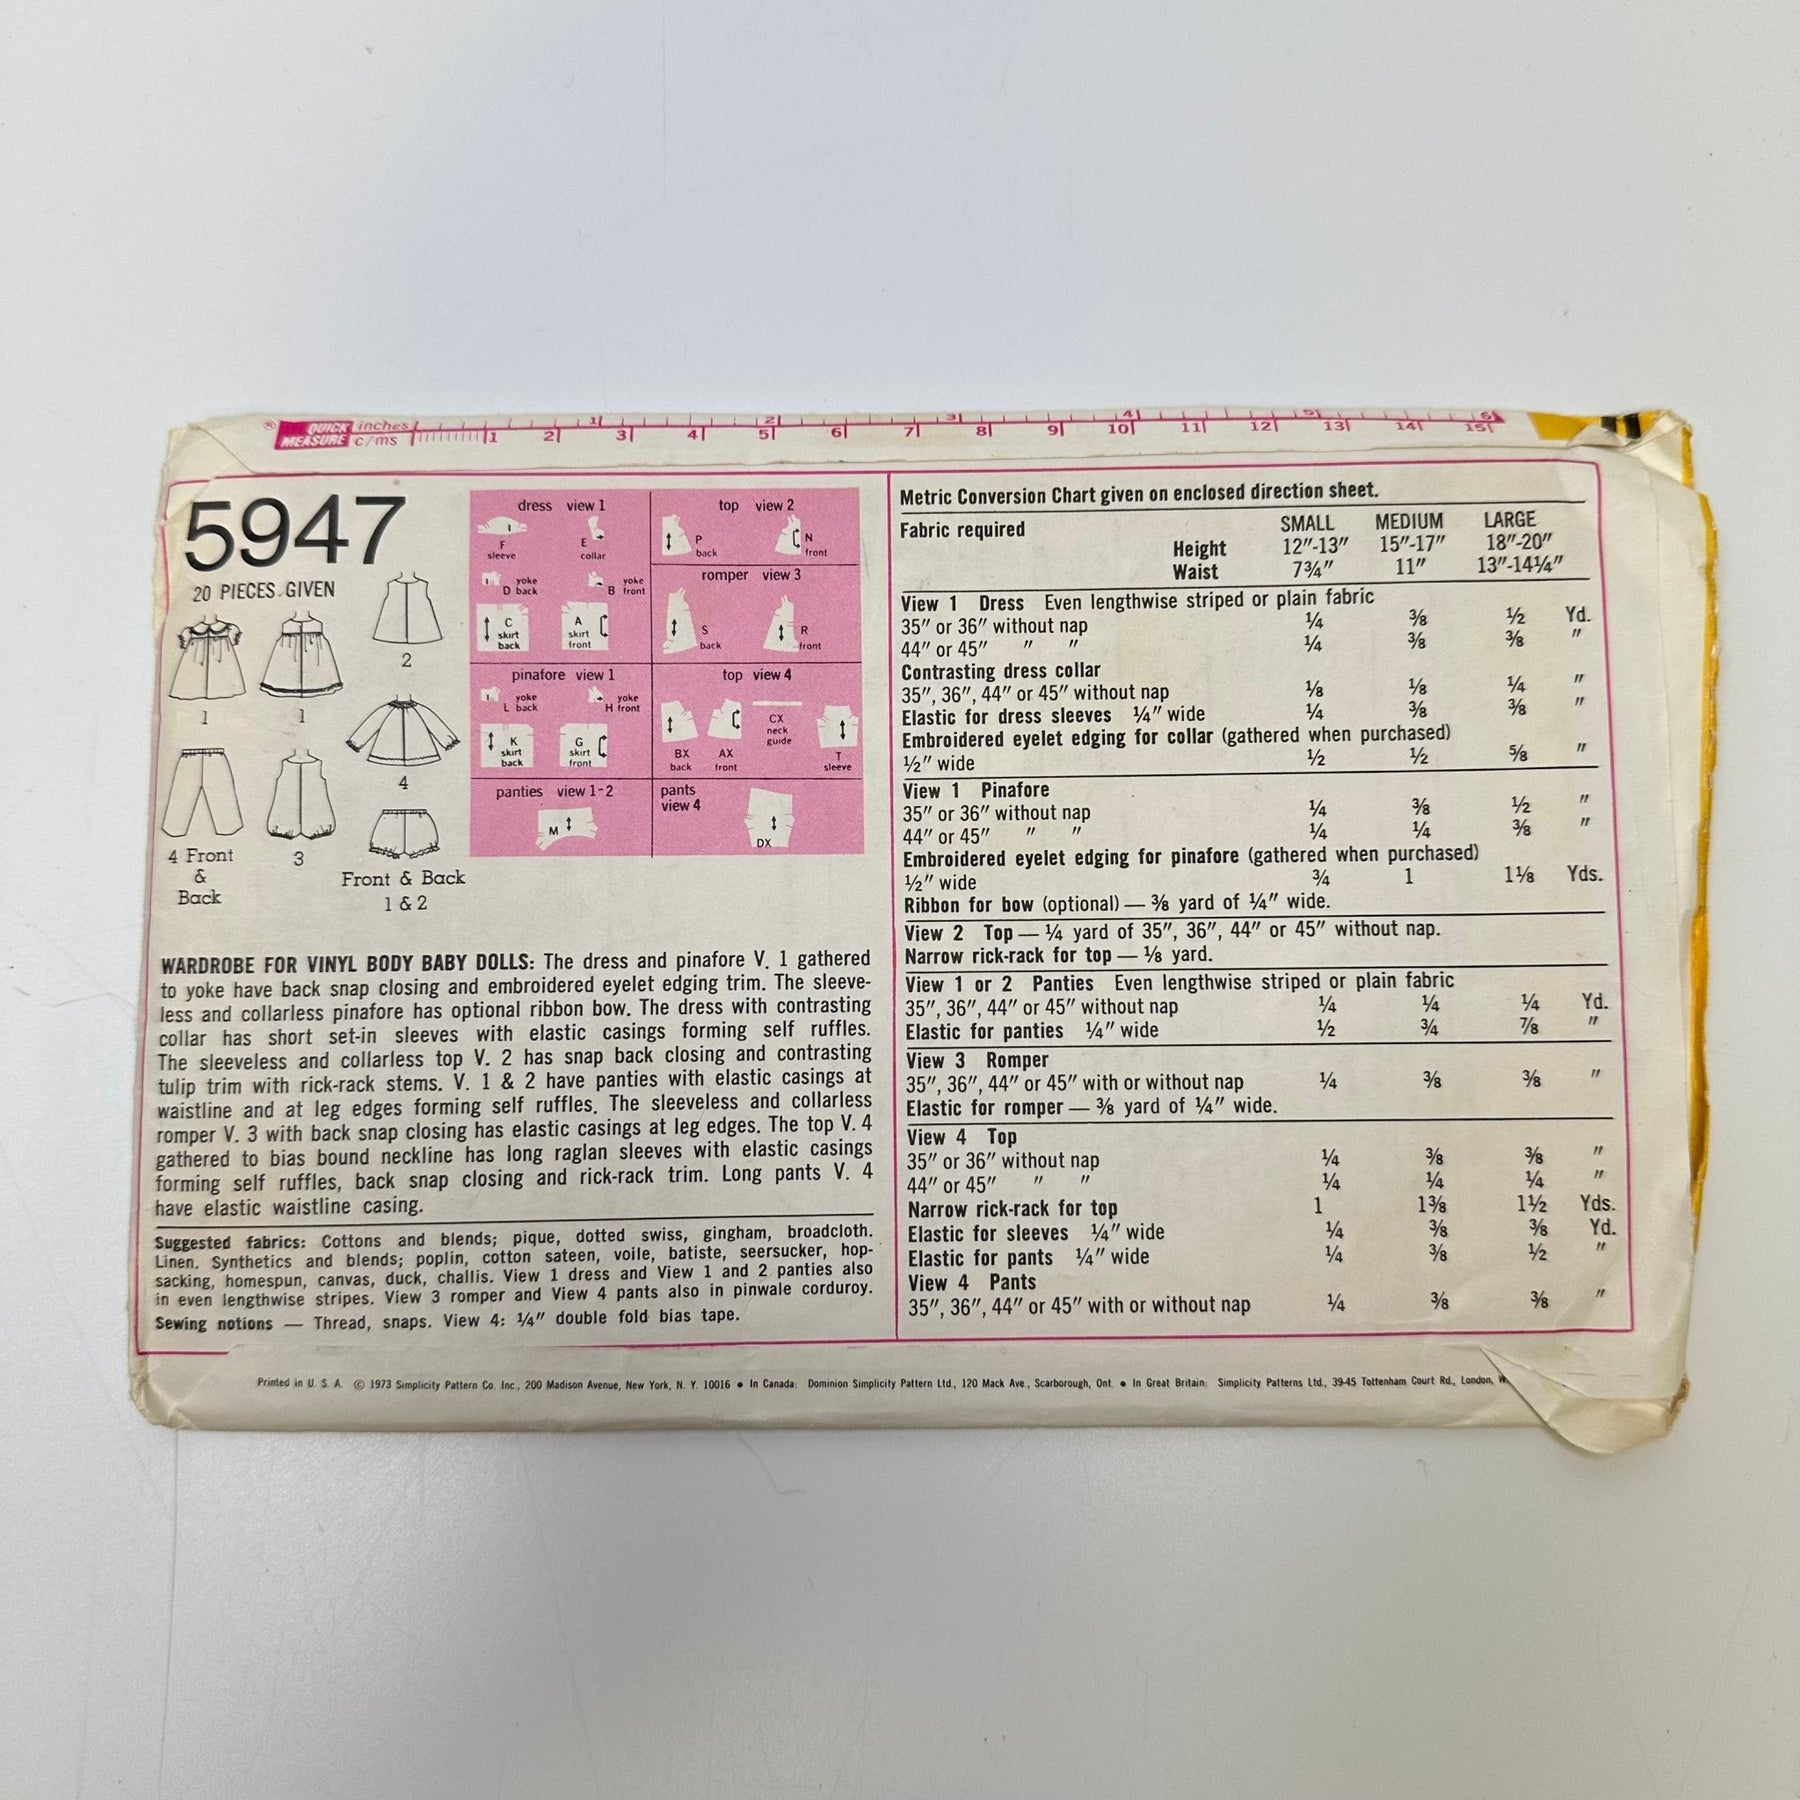 ® QUICK MEASURE inches c/ms
1 2 3 4 5 6
1 2 3 4 5 6 7 8 9 10 11 12 13 14 15
5947
20 PIECES GIVEN
1
1
2
4
4 Front
&
Back
3
Front & Back
1 & 2
dress view 1
F
sleeve
E
collar
D yoke back
B yoke front
C
skirt
back
A
skirt
front
pinafore view 1
L yoke back
H yoke front
K
skirt
back
G
skirt
front
panties view 1-2
M
top view 2
P
back
N
front
romper view 3
S
back
R
front
top view 4
BX
back
AX
front
CX
neck
guide
T
sleeve
pants
view 4
DX
WARDROBE FOR VINYL BODY BABY DOLLS: The dress and pinafore V. 1 gathered
to yoke have back snap closing and embroidered eyelet edging trim. The sleeve-
less and collarless pinafore has optional ribbon bow. The dress with contrasting
collar has short set-in sleeves with elastic casings forming self ruffles.
The sleeveless and collarless top V. 2 has snap back closing and contrasting
tulip trim with rick-rack stems. V. 1 & 2 have panties with elastic casings at
waistline and at leg edges forming self ruffles. The sleeveless and collarless
romper V. 3 with back snap closing has elastic casings at leg edges. The top V. 4
gathered to bias bound neckline has long raglan sleeves with elastic casings
forming self ruffles, back snap closing and rick-rack trim. Long pants V. 4
have elastic waistline casing.
Suggested fabrics: Cottons and blends; pique, dotted swiss, gingham, broadcloth.
Linen. Synthetics and blends; poplin, cotton sateen, voile, batiste, seersucker, hop-
sacking, homespun, canvas, duck, challis. View 1 dress and View 1 and 2 panties also
in even lengthwise stripes. View 3 romper and View 4 pants also in pinwale corduroy.
Sewing notions — Thread, snaps. View 4: ¼" double fold bias tape.
Metric Conversion Chart given on enclosed direction sheet.
Fabric required SMALL MEDIUM LARGE
Height 12"-13" 15"-17" 18"-20"
Waist 7¾" 11" 13"-14¼"
View 1 Dress Even lengthwise striped or plain fabric
35" or 36" without nap ¼ ⅜ ½ Yd.
44" or 45" " " ¼ ⅜ ⅜ "
Contrasting dress collar
35", 36", 44" or 45" without nap ⅛ ⅛ ¼ "
Elastic for dress sleeves ¼" wide ¼ ⅜ ⅜ "
Embroidered eyelet edging for collar (gathered when purchased)
½" wide ½ ½ ⅝ "
View 1 Pinafore
35" or 36" without nap ¼ ⅜ ½ "
44" or 45" " " ¼ ¼ ⅜ "
Embroidered eyelet edging for pinafore (gathered when purchased)
½" wide ¾ 1 1⅛ Yds.
Ribbon for bow (optional) — ⅜ yard of ¼" wide.
View 2 Top — ¼ yard of 35", 36", 44" or 45" without nap.
Narrow rick-rack for top — ⅛ yard.
View 1 or 2 Panties Even lengthwise striped or plain fabric
35", 36", 44" or 45" without nap ¼ ¼ ¼ Yd.
Elastic for panties ¼" wide ½ ¾ ⅞ "
View 3 Romper
35", 36", 44" or 45" with or without nap ¼ ⅜ ⅜ "
Elastic for romper — ⅜ yard of ¼" wide.
View 4 Top
35" or 36" without nap ¼ ⅜ ⅜ "
44" or 45" " " ¼ ¼ ¼ "
Narrow rick-rack for top 1 1⅜ 1½ Yds.
Elastic for sleeves ¼" wide ¼ ⅜ ⅜ Yd.
Elastic for pants ¼" wide ¼ ⅜ ½ "
View 4 Pants
35", 36", 44" or 45" with or without nap ¼ ⅜ ⅜ "
Printed in U. S. A. © 1973 Simplicity Pattern Co. Inc., 200 Madison Avenue, New York, N. Y. 10016 • In Canada: Dominion Simplicity Pattern Ltd., 120 Mack Ave., Scarborough, Ont. • In Great Britain: Simplicity Patterns Ltd., 39-45 Tottenham Court Rd., London, W.